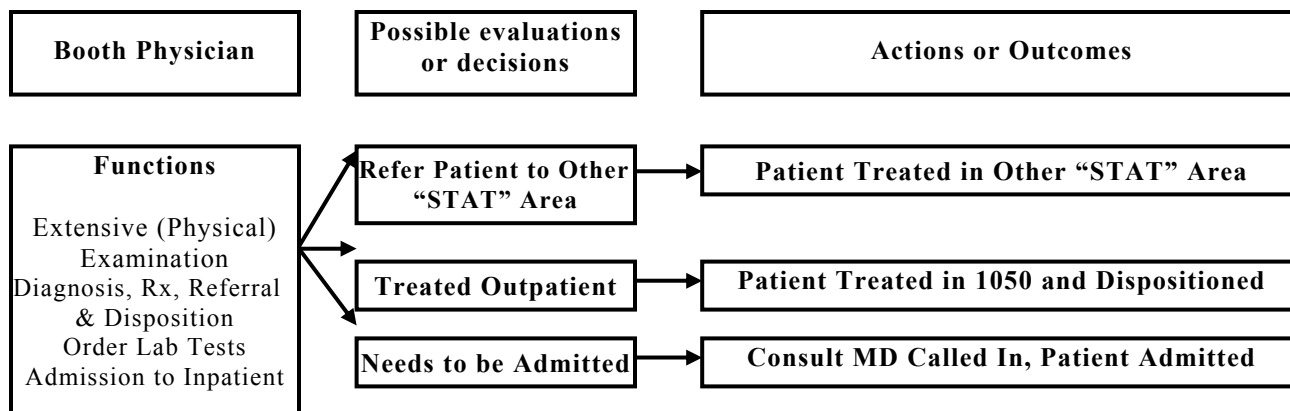 Booth Physician
Possible evaluations
or decisions
Actions or Outcomes
Functions
Extensive (Physical)
Examination
Diagnosis, Rx, Referral
& Disposition
Order Lab Tests
Admission to Inpatient
Refer Patient to Other
“STAT” Area
Patient Treated in Other “STAT” Area
Treated Outpatient
Patient Treated in 1050 and Dispositioned
Needs to be Admitted
Consult MD Called In, Patient Admitted